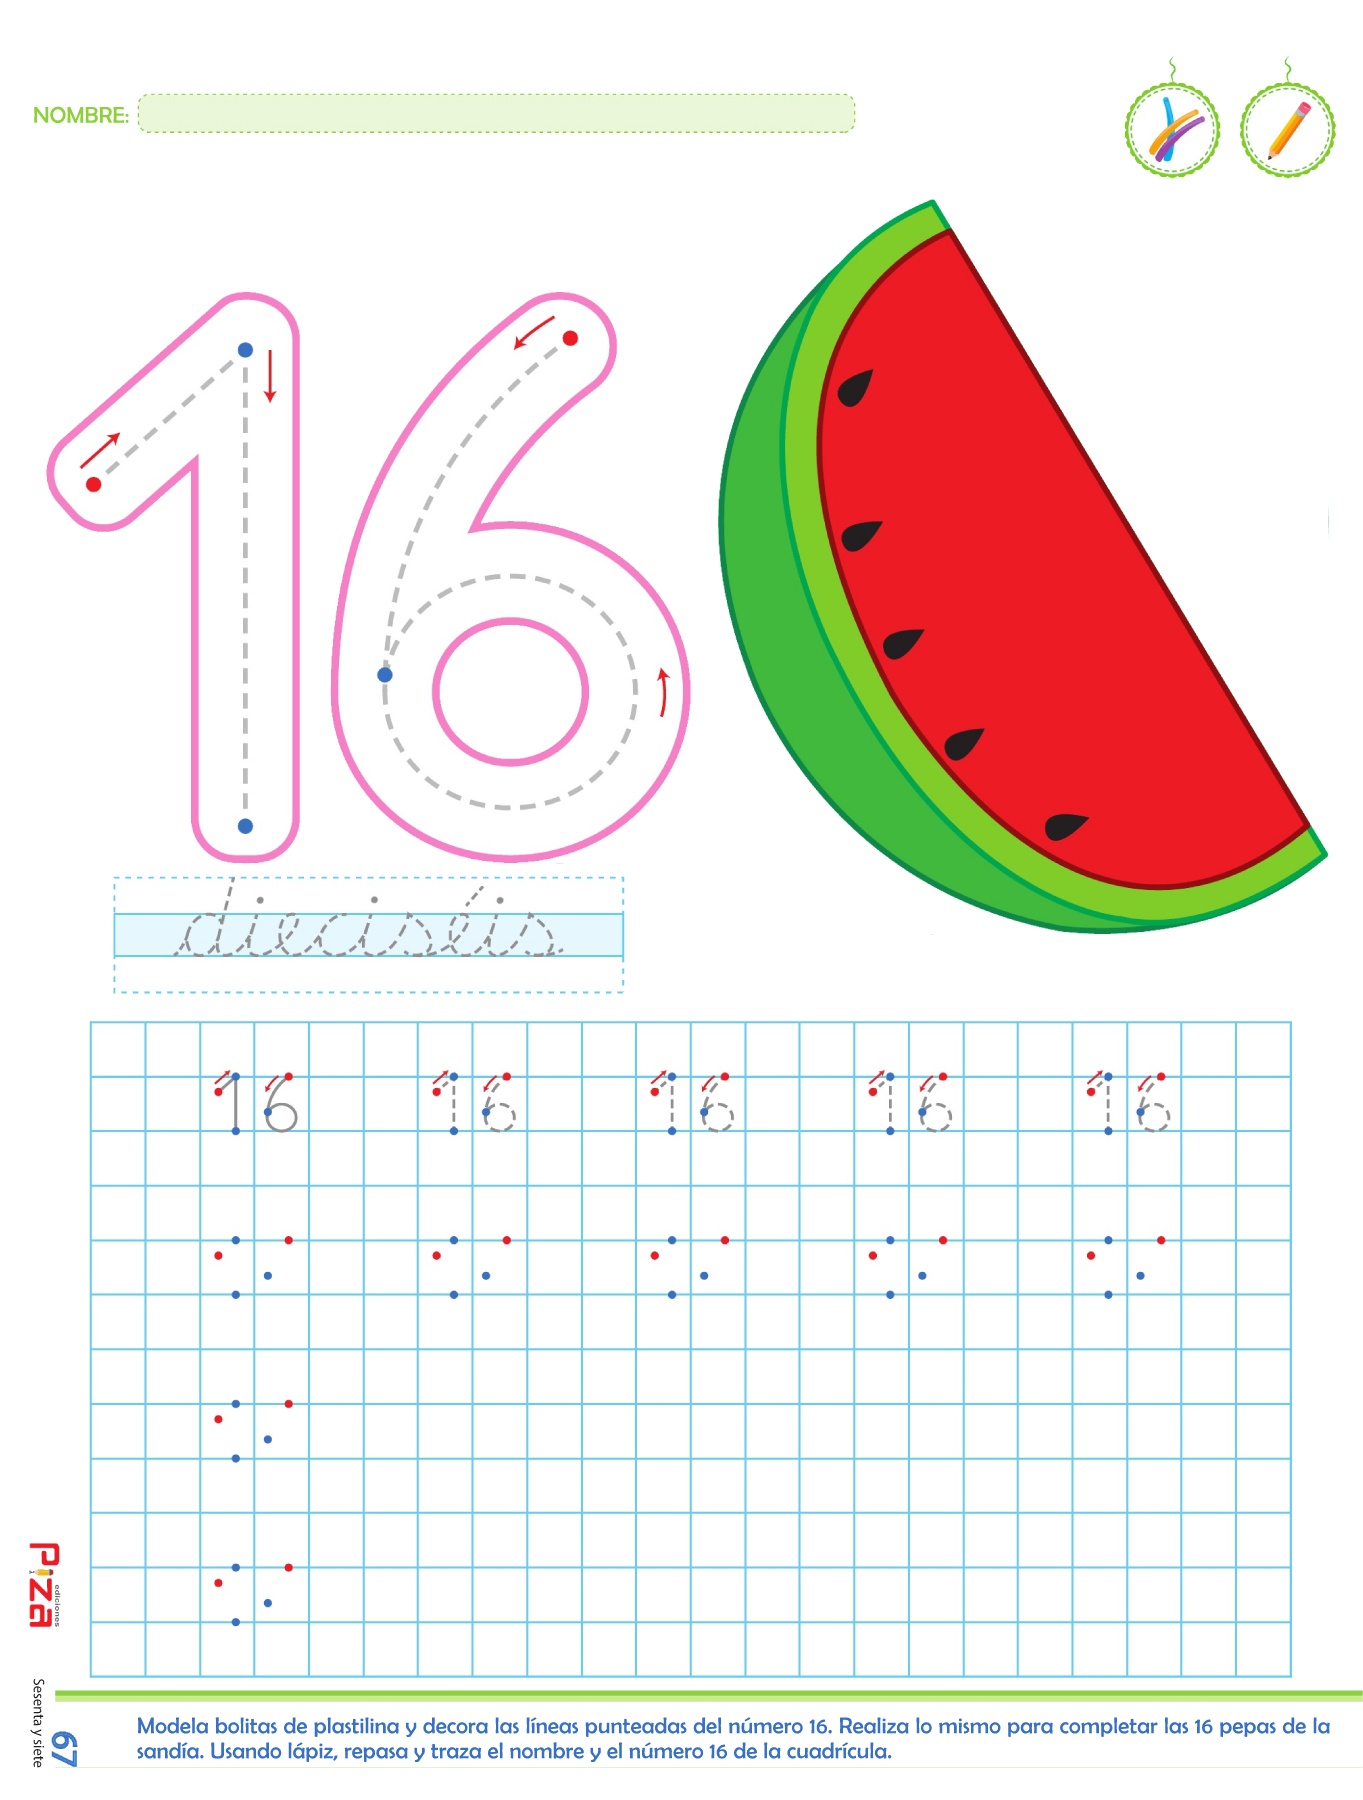 NOMBRE:
16
dieciséis
16 16 16 16 16
Piza
ediciones
Sesenta y siete
67
Modela bolitas de plastilina y decora las líneas punteadas del número 16. Realiza lo mismo para completar las 16 pepas de la
sandía. Usando lápiz, repasa y traza el nombre y el número 16 de la cuadrícula.